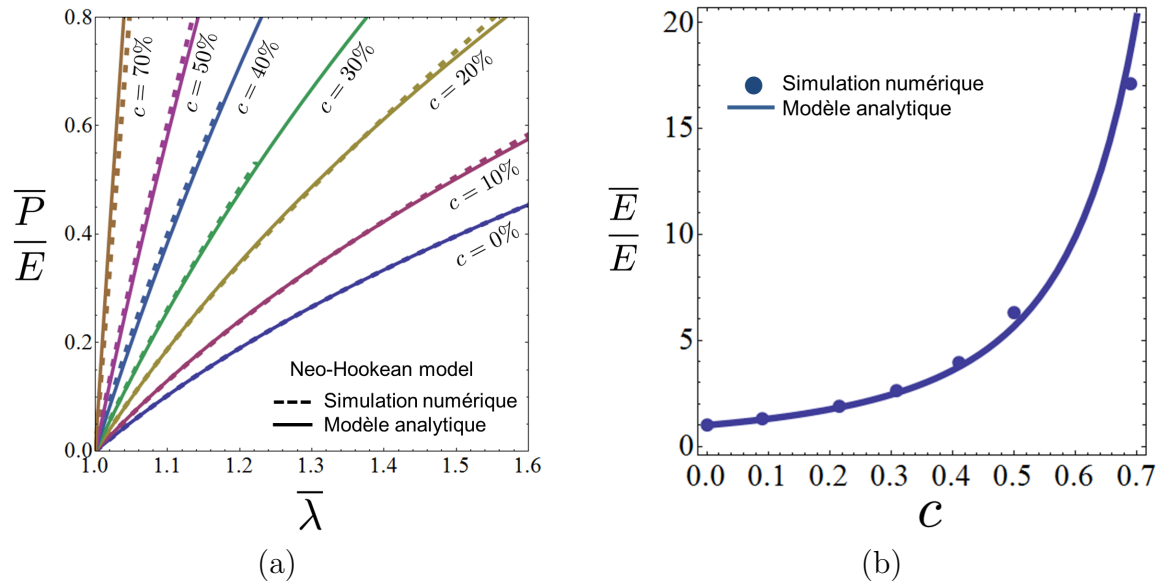 0.8
0.6
0.4
0.2
0.0
1.0 1.1 1.2 1.3 1.4 1.5 1.6
P̅
E
λ̅
c = 70%
c = 50%
c = 40%
c = 30%
c = 20%
c = 10%
c = 0%
Neo-Hookean model
Simulation numérique
Modèle analytique
(a)
20
15
10
5
0
0.0 0.1 0.2 0.3 0.4 0.5 0.6 0.7
E̅
E
c
Simulation numérique
Modèle analytique
(b)